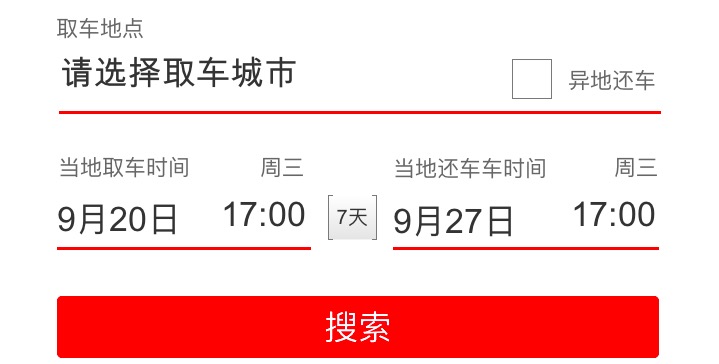 取车地点
请选择取车城市
异地还车
当地取车时间 周三
9月20日 17:00
7天
当地还车车时间 周三
9月27日 17:00
搜索